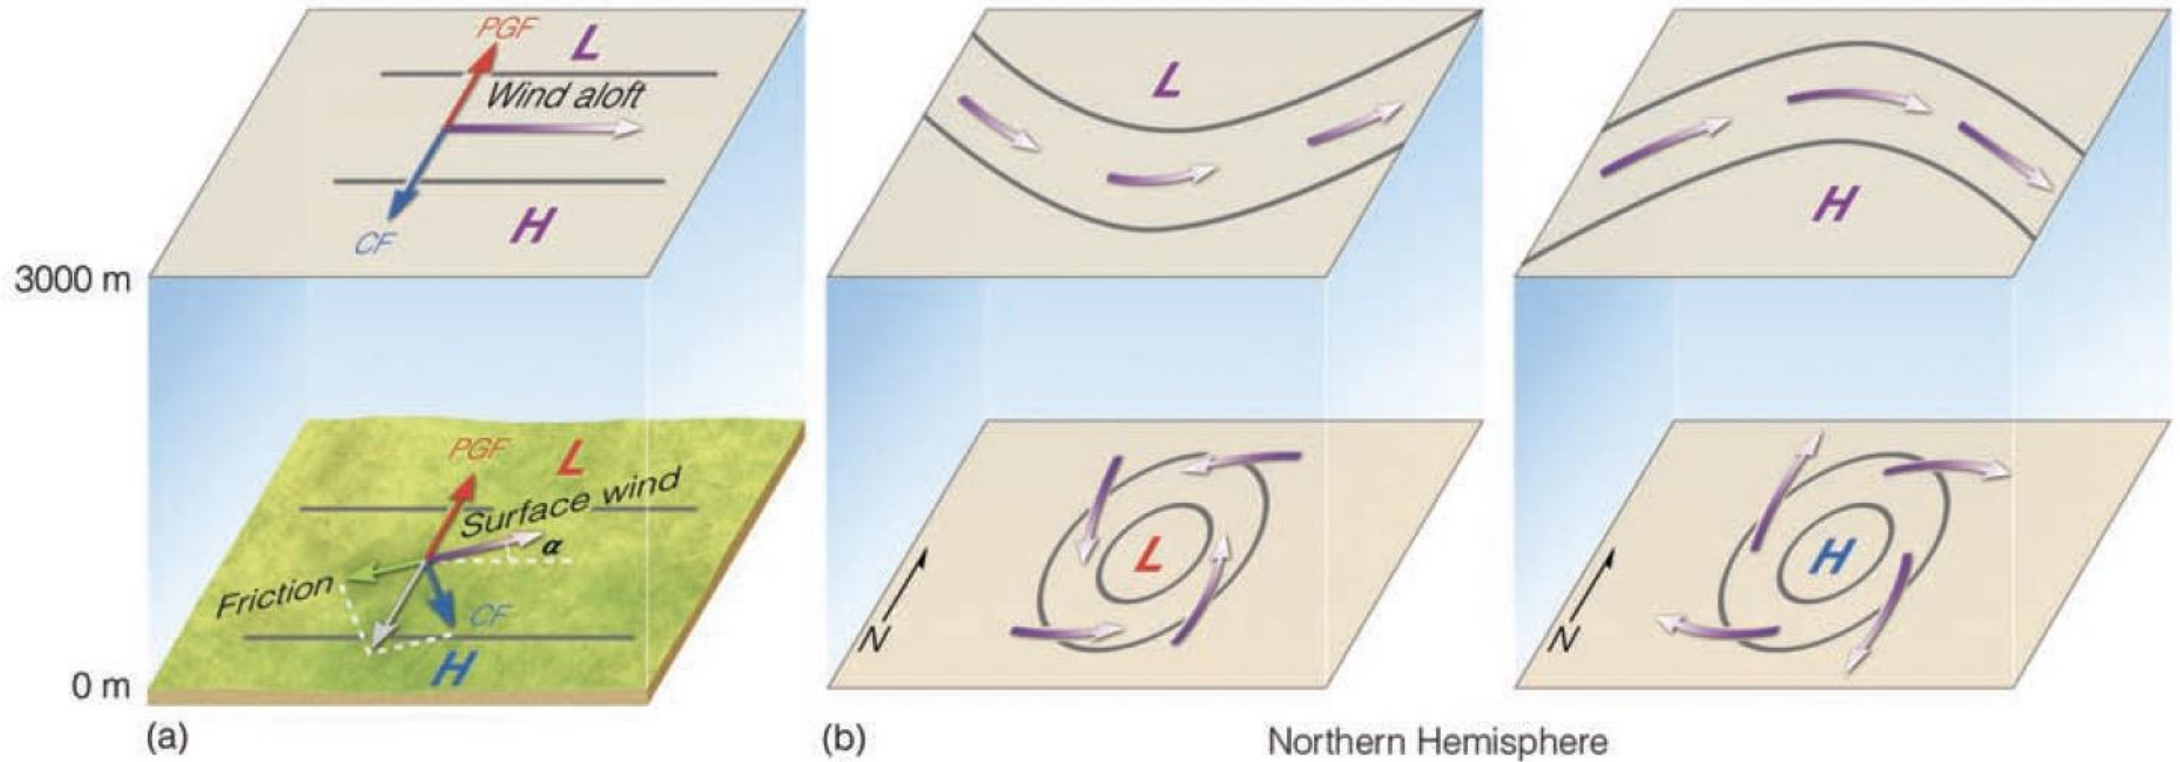 PGF
L
Wind aloft
H
CF
3000 m
PGF
L
Surface wind
α
Friction
CF
H
0 m
(a)
L
H
L
N
H
N
(b)
Northern Hemisphere